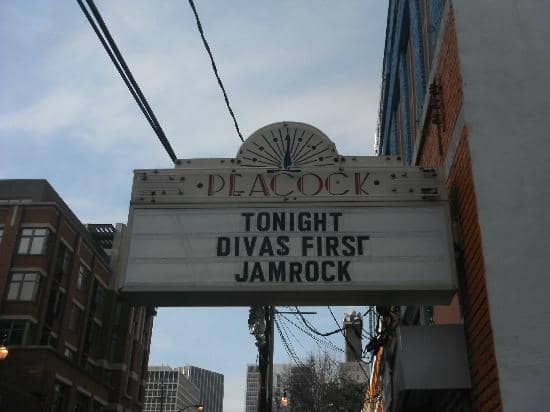 PEACOCK
TONIGHT
DIVAS FIRST
JAMROCK